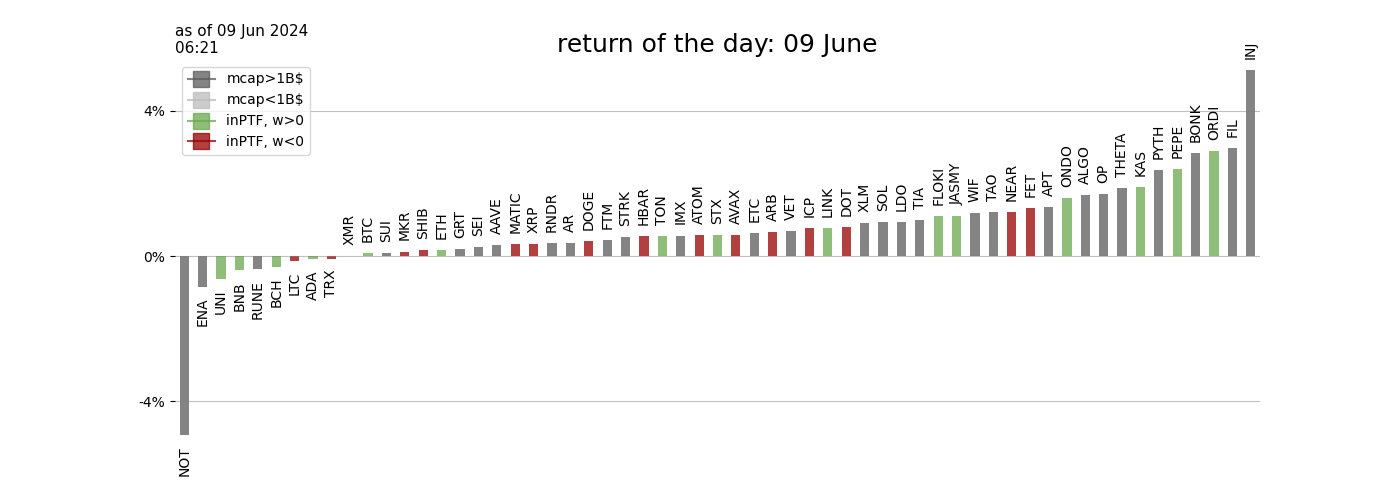 as of 09 Jun 2024
06:21
return of the day: 09 June
mcap>1B$
mcap<1B$
inPTF, w>0
inPTF, w<0
4%
0%
-4%
NOT
ENA
UNI
BNB
RUNE
BCH
LTC
ADA
TRX
XMR
BTC
SUI
MKR
SHIB
ETH
GRT
SEI
AAVE
MATIC
XRP
RNDR
AR
DOGE
FTM
STRK
HBAR
TON
IMX
ATOM
STX
AVAX
ETC
ARB
VET
ICP
LINK
DOT
XLM
SOL
LDO
TIA
FLOKI
JASMY
WIF
TAO
NEAR
FET
APT
ONDO
ALGO
OP
THETA
KAS
PYTH
PEPE
BONK
ORDI
FIL
INJ